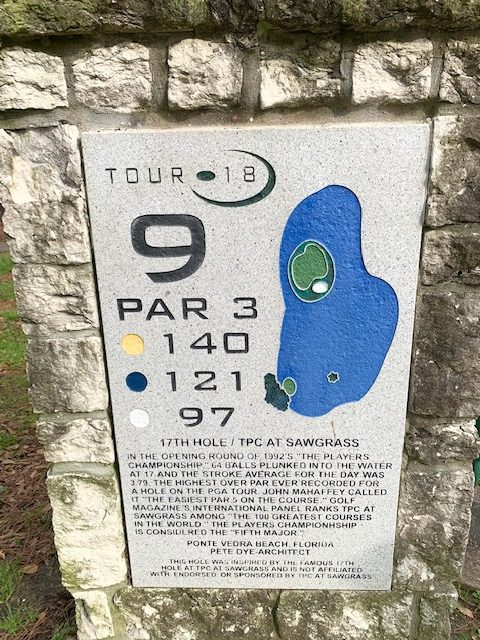 TOUR 18
9
PAR 3
140
121
97
17TH HOLE / TPC AT SAWGRASS
IN THE OPENING ROUND OF 1992'S "THE PLAYERS
CHAMPIONSHIP," 64 BALLS PLUNKED INTO THE WATER
AT 17 AND THE STROKE AVERAGE FOR THE DAY WAS
3.79, THE HIGHEST OVER PAR EVER RECORDED FOR
A HOLE ON THE PGA TOUR. JOHN MAHAFFEY CALLED
IT "THE EASIEST PAR 5 ON THE COURSE." GOLF
MAGAZINE'S INTERNATIONAL PANEL RANKS TPC AT
SAWGRASS AMONG "THE 100 GREATEST COURSES
IN THE WORLD." THE PLAYERS CHAMPIONHSHIP
IS CONSIDERED THE "FIFTH MAJOR."
PONTE VEDRA BEACH, FLORIDA
PETE DYE-ARCHITECT
THIS HOLE WAS INSPIRED BY THE FAMOUS 17TH
HOLE AT TPC AT SAWGRASS AND IS NOT AFFILIATED
WITH, ENDORSED, OR SPONSORED BY TPC AT SAWGRASS